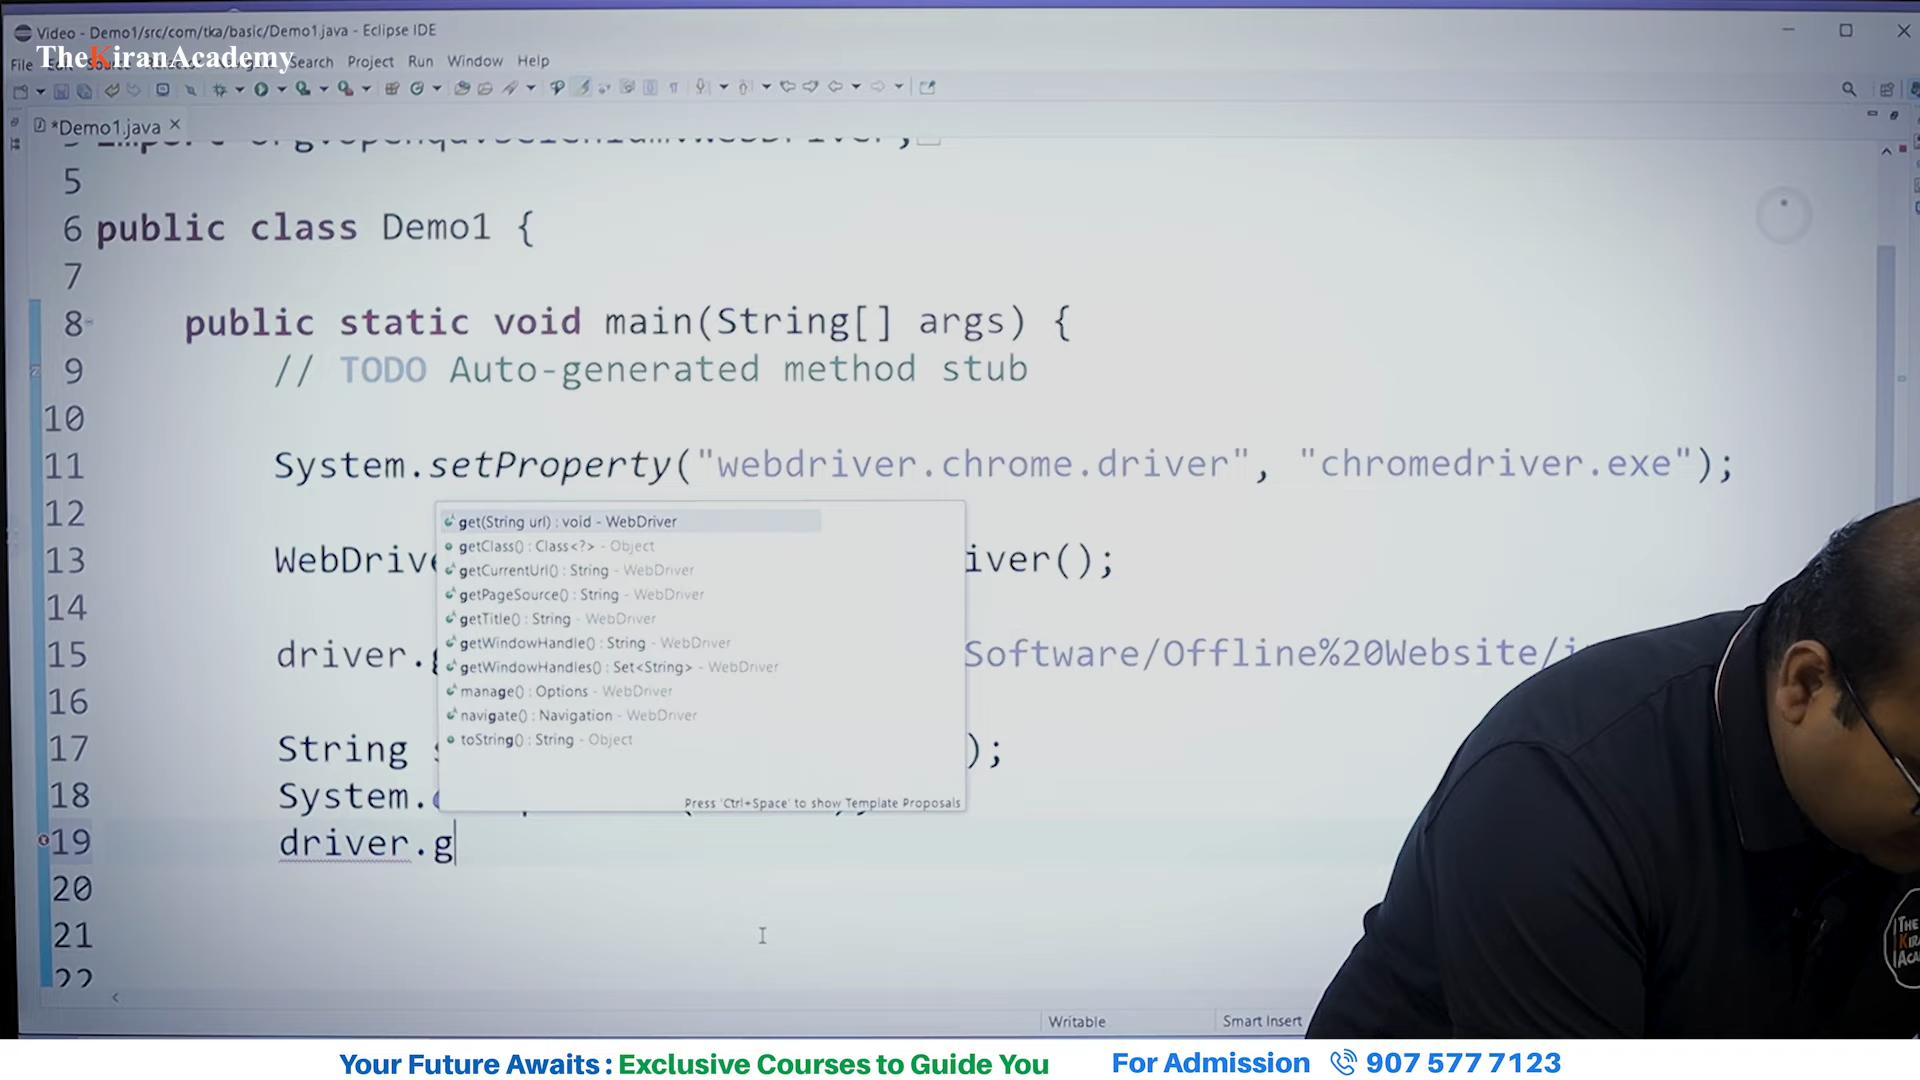 Video - Demo1/src/com/tka/basic/Demo1.java - Eclipse IDE
TheKiranAcademy
File Search Project Run Window Help
*Demo1.java
5
6 public class Demo1 {
7
8 public static void main(String[] args) {
9 // TODO Auto-generated method stub
10
11 System.setProperty("webdriver.chrome.driver", "chromedriver.exe");
12
get(String url) : void - WebDriver
getClass() : Class<?> - Object
13 WebDrive iver();
getCurrentUrl() : String - WebDriver
getPageSource() : String - WebDriver
14
getTitle() : String - WebDriver
getWindowHandle() : String - WebDriver
15 driver.g Software/Offline%20Website/i
getWindowHandles() : Set<String> - WebDriver
manage() : Options - WebDriver
16
navigate() : Navigation - WebDriver
toString() : String - Object
17 String );
18 System.
Press 'Ctrl+Space' to show Template Proposals
19 driver.g
20
21
22
Writable Smart Insert
THE
KIRA
ACA
Your Future Awaits : Exclusive Courses to Guide You For Admission 907 577 7123